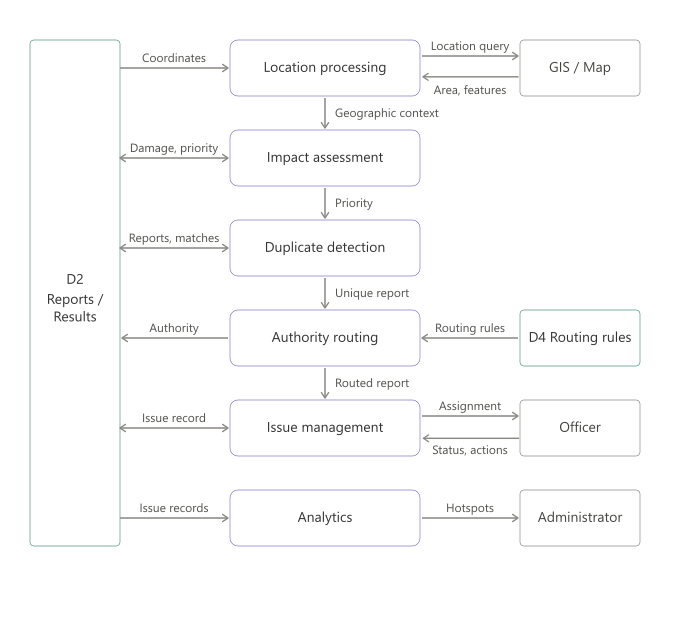 Coordinates
Location processing
Location query
GIS / Map
Area, features
Geographic context
Damage, priority
Impact assessment
Priority
Reports, matches
Duplicate detection
D2
Reports /
Results
Unique report
Authority
Authority routing
Routing rules
D4 Routing rules
Routed report
Issue record
Issue management
Assignment
Officer
Status, actions
Issue records
Analytics
Hotspots
Administrator